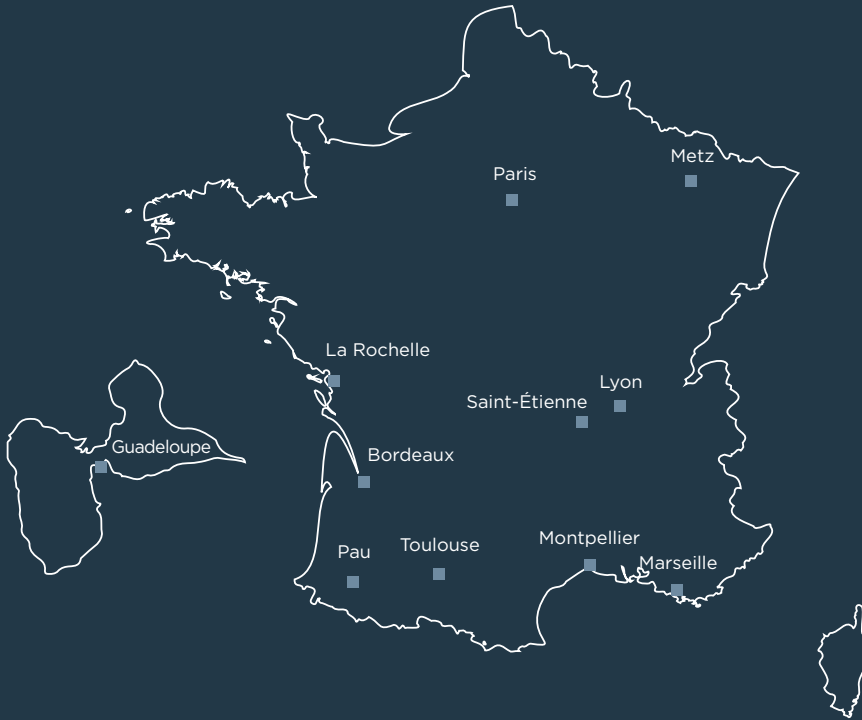 Metz
Paris
La Rochelle
Lyon
Saint-Étienne
Guadeloupe
Bordeaux
Montpellier
Toulouse
Pau
Marseille